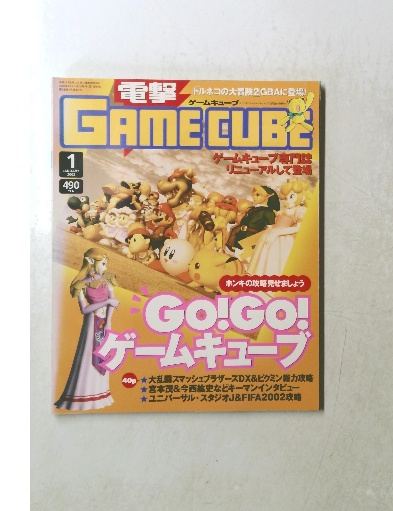 電撃
トルネコの大冒険2GBAに登場!
ゲームキューブ
GAMECUBE
ゲームキューブ専門誌
リニューアルして登場
1
JANUARY
2002
490
ホンキの攻略見せましょう
GO!GO!
ゲームキューブ
40p
★大乱闘スマッシュブラザーズDX&ピクミン総力攻略
★宮本茂&今西紘史などキーマンインタビュー
★ユニバーサル・スタジオJ&FIFA2002攻略